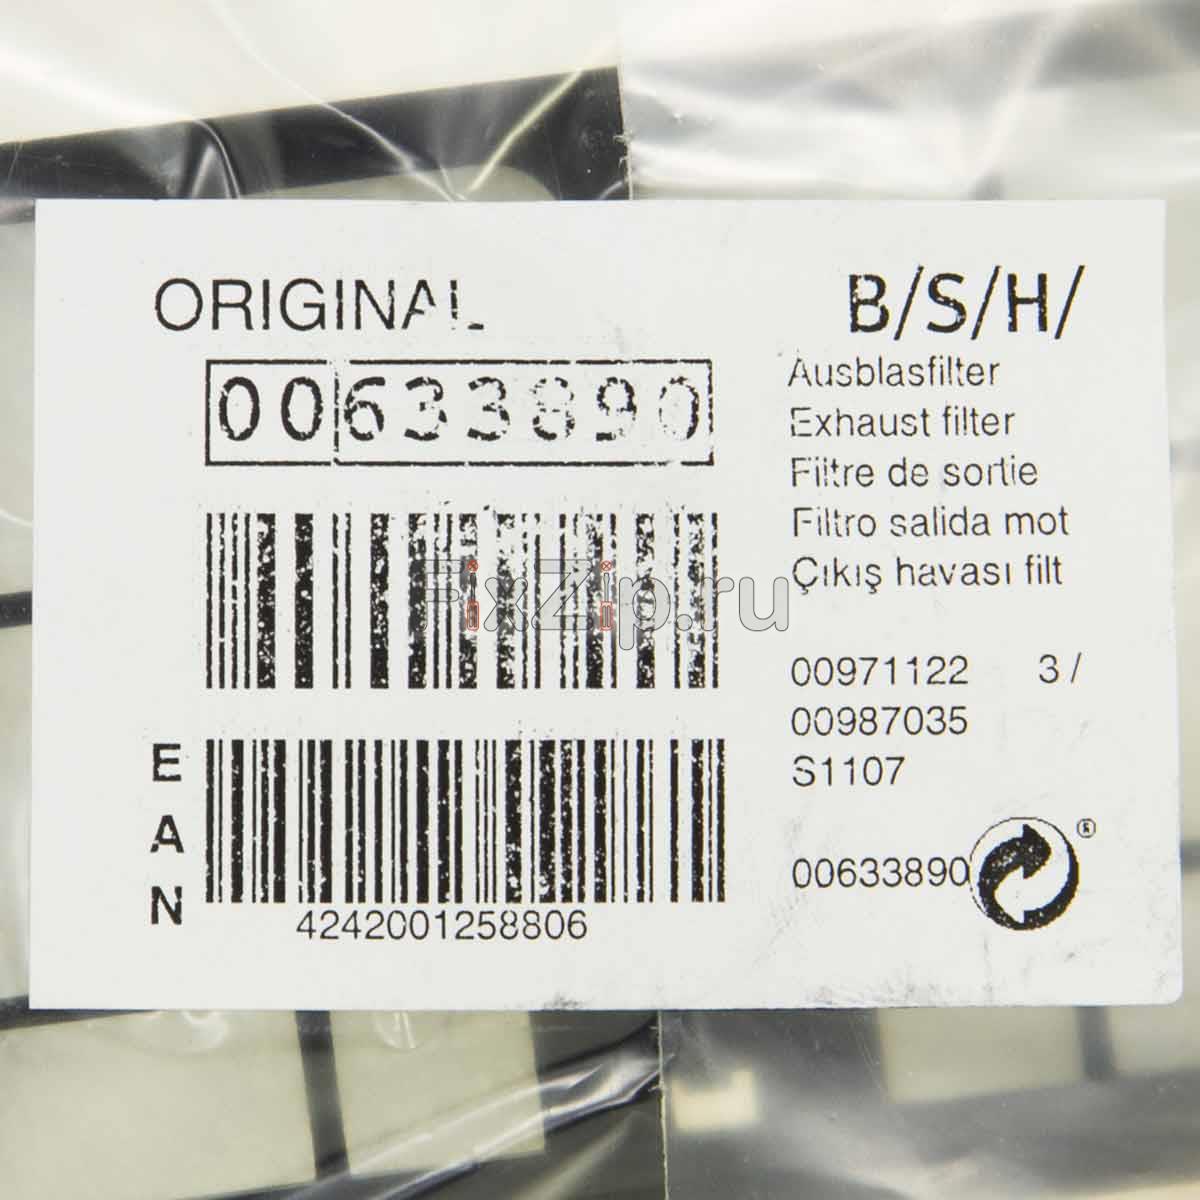 ORIGINAL
00633890
B/S/H/
Ausblasfilter
Exhaust filter
Filtre de sortie
Filtro salida mot
Çıkış havası filt
FixZip.ru
00971122 3/
00987035
S1107
00633890
®
EAN
4242001258806